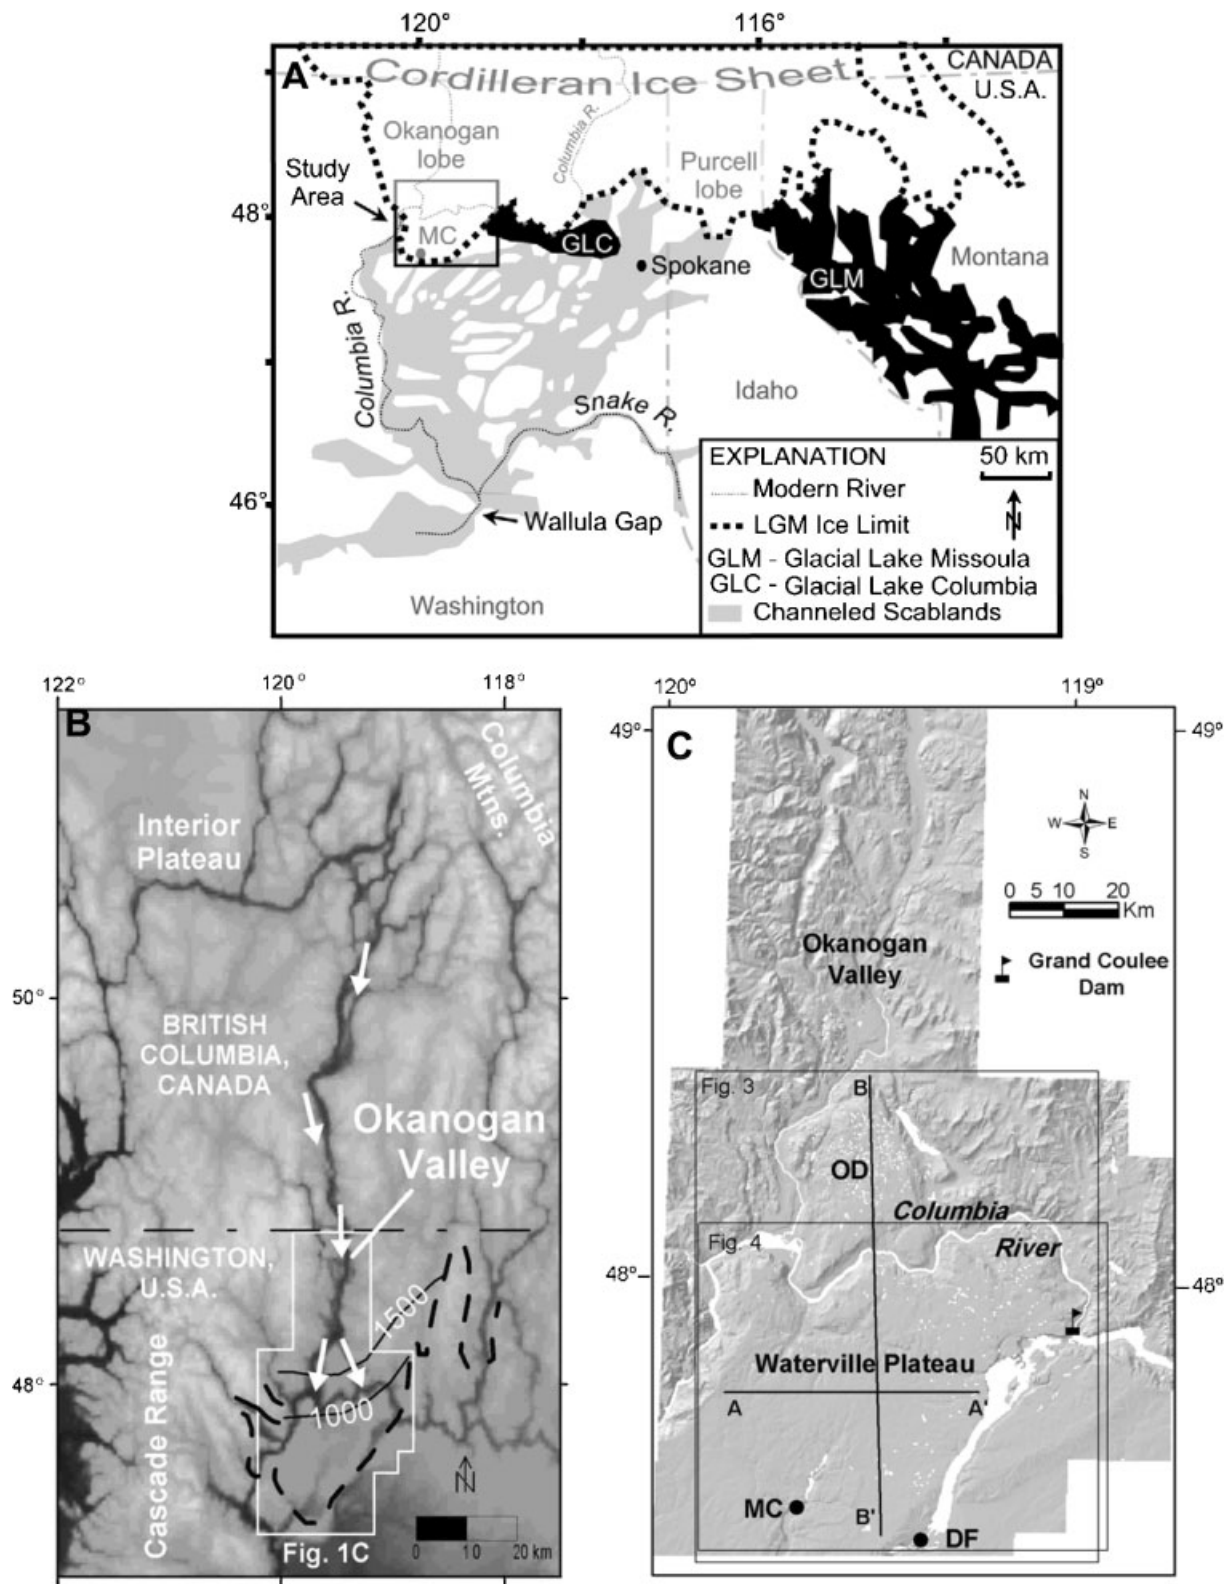 120°
116°
A
Cordilleran Ice Sheet
CANADA
U.S.A.
Okanogan
lobe
Columbia R.
Purcell
lobe
Study
Area
48°
MC
GLC
Spokane
GLM
Montana
Columbia R.
Idaho
Snake R.
46°
Wallula Gap
Washington
EXPLANATION
50 km
Modern River
N
LGM Ice Limit
GLM - Glacial Lake Missoula
GLC - Glacial Lake Columbia
Channeled Scablands
122°
120°
118°
B
Columbia
Mtns.
Interior
Plateau
50°
BRITISH
COLUMBIA,
CANADA
Okanogan
Valley
WASHINGTON,
U.S.A.
1500
48°
1000
Cascade Range
N
0 10 20 km
Fig. 1C
120°
119°
49°
49°
C
N
W E
S
0 5 10 20
Km
Okanogan
Valley
Grand Coulee
Dam
Fig. 3
B
OD
Columbia
River
Fig. 4
48°
48°
Waterville Plateau
A
A'
MC
B'
DF